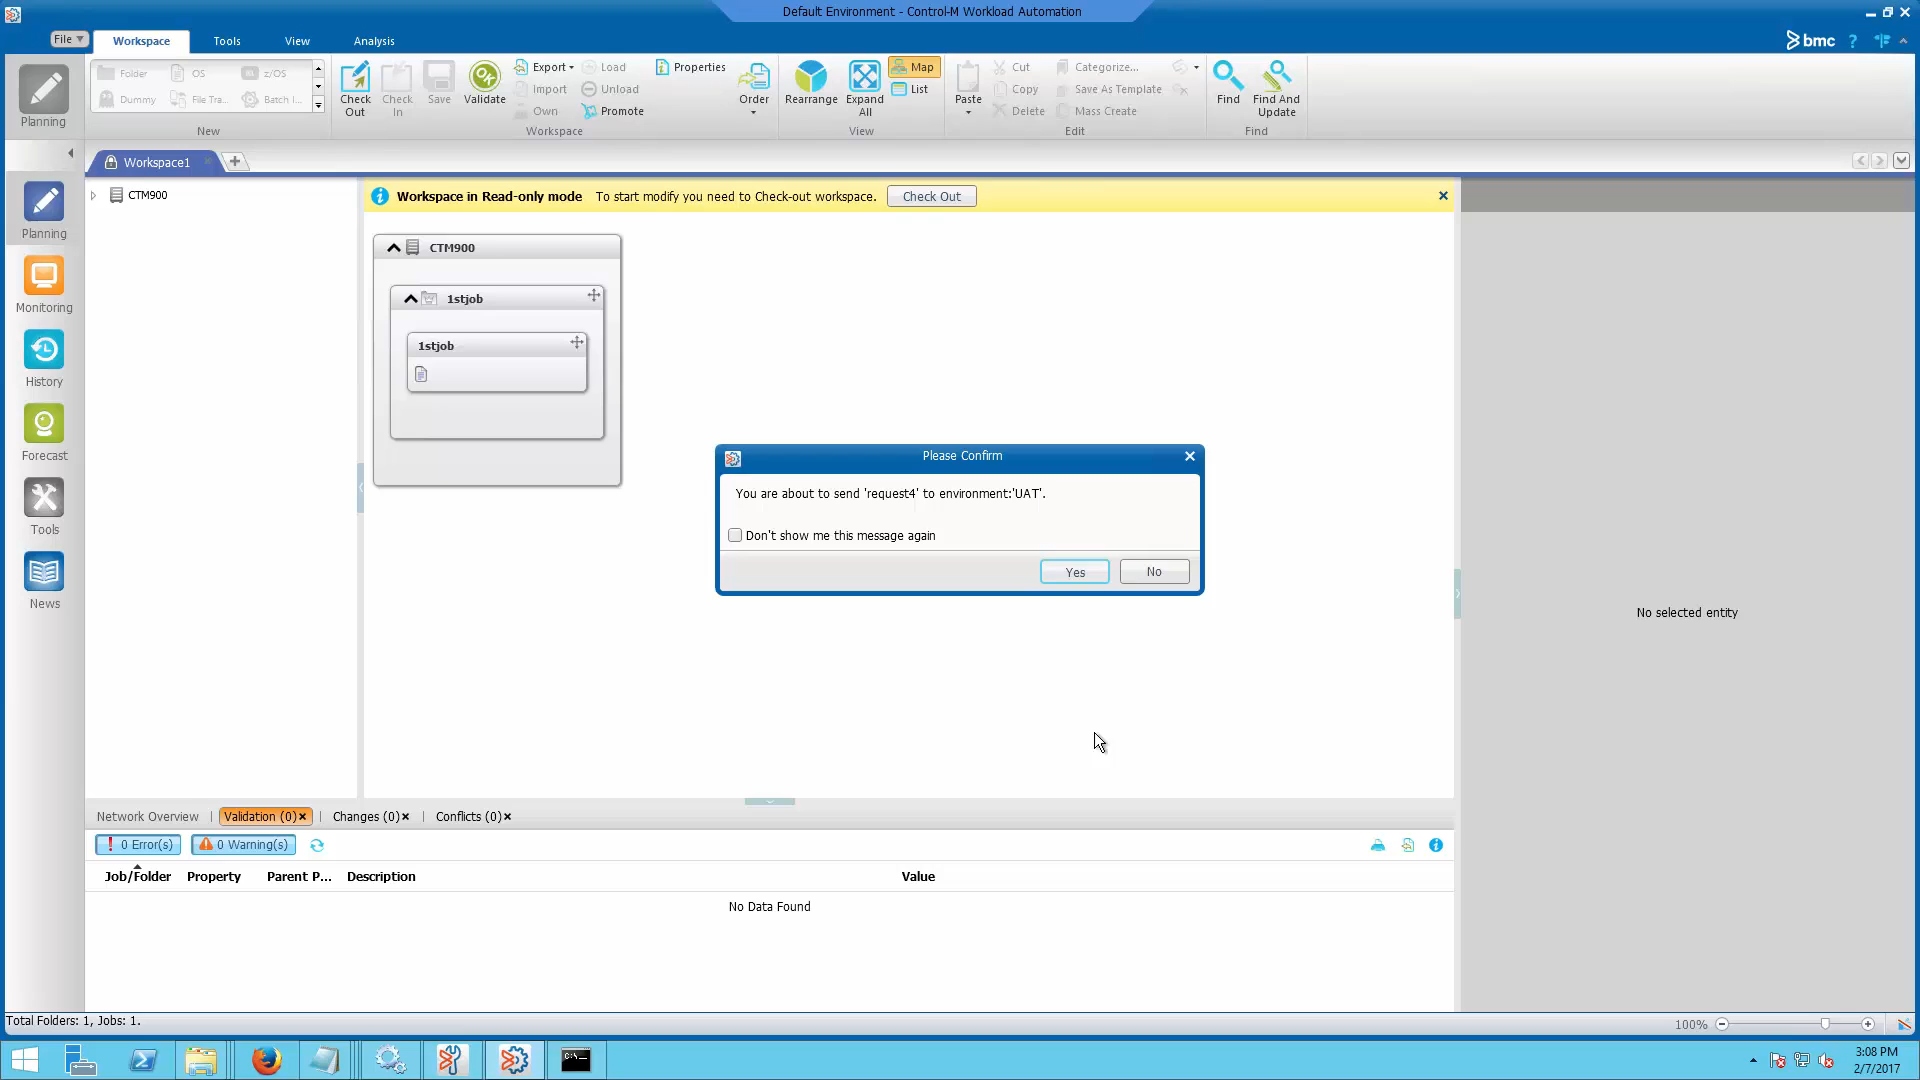 Default Environment - Control-M Workload Automation
File
Workspace
Tools
View
Analysis
bmc
?
Planning
Folder
OS
z/OS
Dummy
File Tra...
Batch I...
New
Check Out
Check In
Save
Validate
Export
Import
Own
Load
Unload
Promote
Properties
Workspace
Order
Rearrange
Expand All
Map
List
View
Paste
Cut
Copy
Delete
Categorize...
Save As Template
Mass Create
Edit
Find
Find And Update
Find
Workspace1
CTM900
Workspace in Read-only mode
To start modify you need to Check-out workspace.
Check Out
Planning
Monitoring
History
Forecast
Tools
News
CTM900
1stjob
1stjob
Please Confirm
You are about to send 'request4' to environment:'UAT'.
Don't show me this message again
Yes
No
No selected entity
Network Overview
Validation (0)
Changes (0)
Conflicts (0)
0 Error(s)
0 Warning(s)
Job/Folder
Property
Parent P...
Description
Value
No Data Found
Total Folders: 1, Jobs: 1.
100%
3:08 PM
2/7/2017